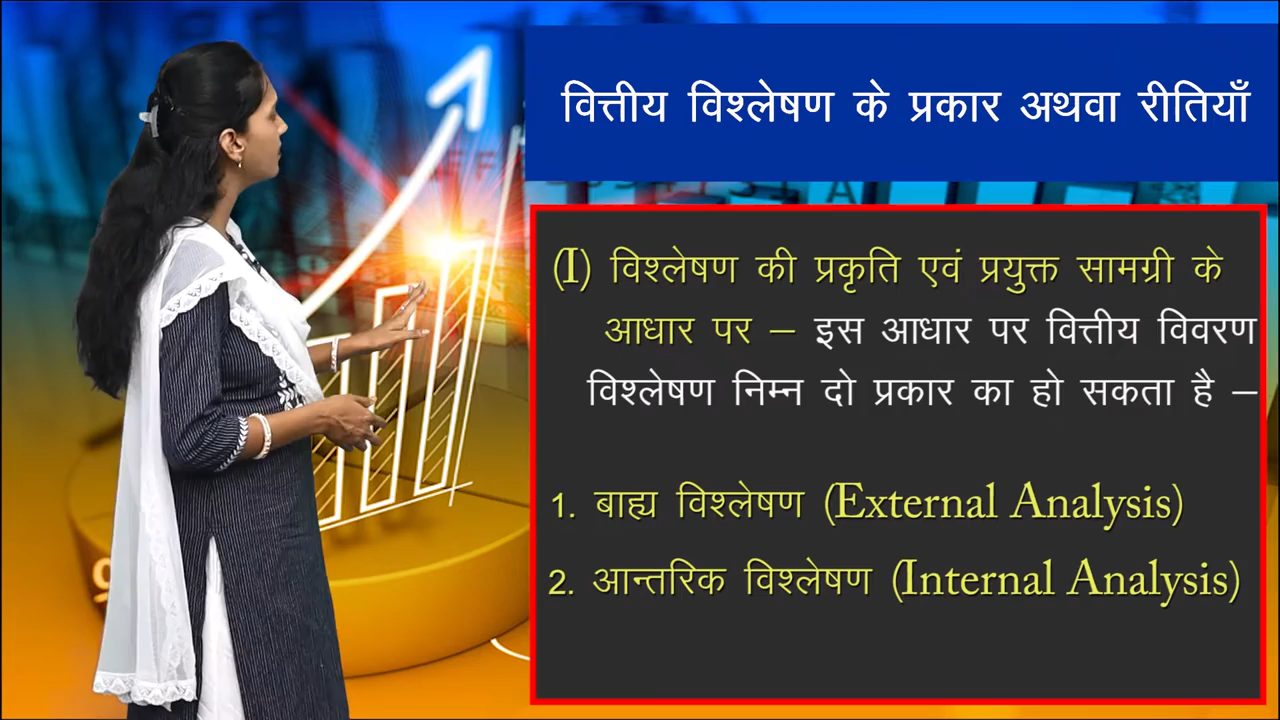 वित्तीय विश्लेषण के प्रकार अथवा रीतियाँ
(I) विश्लेषण की प्रकृति एवं प्रयुक्त सामग्री के
आधार पर – इस आधार पर वित्तीय विवरण
विश्लेषण निम्न दो प्रकार का हो सकता है –
1. बाह्य विश्लेषण (External Analysis)
2. आन्तरिक विश्लेषण (Internal Analysis)